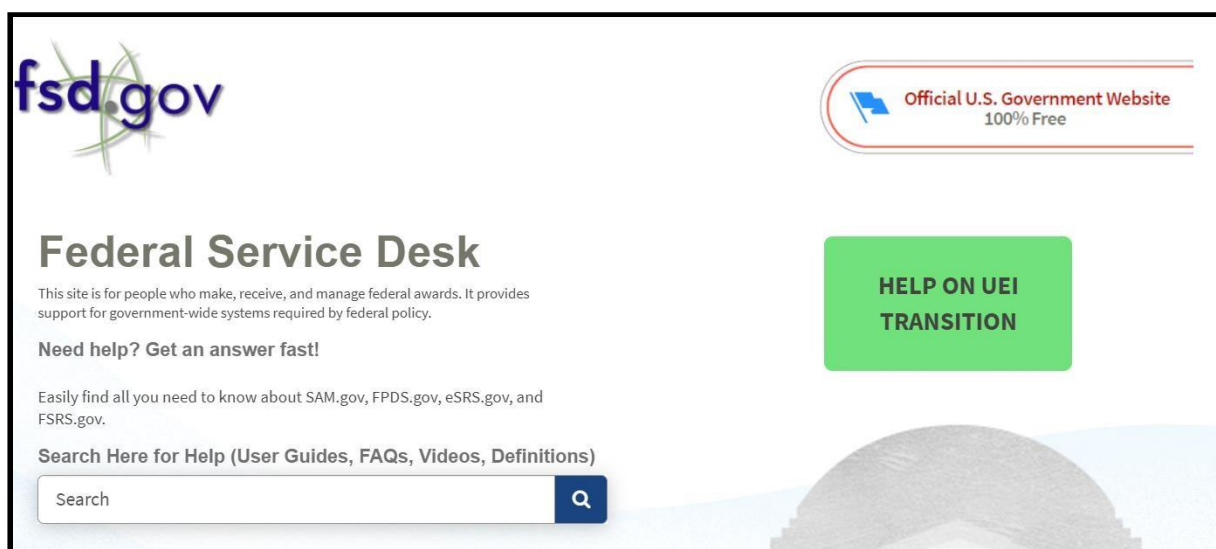 fsd.gov
Official U.S. Government Website
100% Free
Federal Service Desk
This site is for people who make, receive, and manage federal awards. It provides
support for government-wide systems required by federal policy.
Need help? Get an answer fast!
Easily find all you need to know about SAM.gov, FPDS.gov, eSRS.gov, and
FSRS.gov.
Search Here for Help (User Guides, FAQs, Videos, Definitions)
Search
HELP ON UEI
TRANSITION